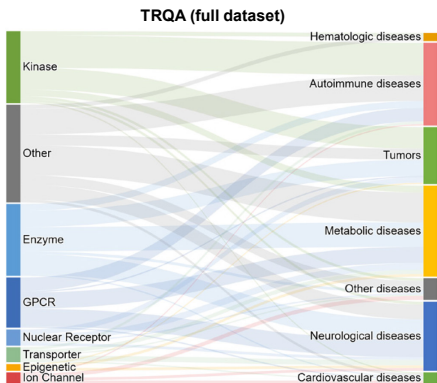 TRQA (full dataset)
Hematologic diseases
Kinase
Autoimmune diseases
Other
Tumors
Metabolic diseases
Enzyme
Other diseases
GPCR
Neurological diseases
Nuclear Receptor
Transporter
Epigenetic
Ion Channel
Cardiovascular diseases